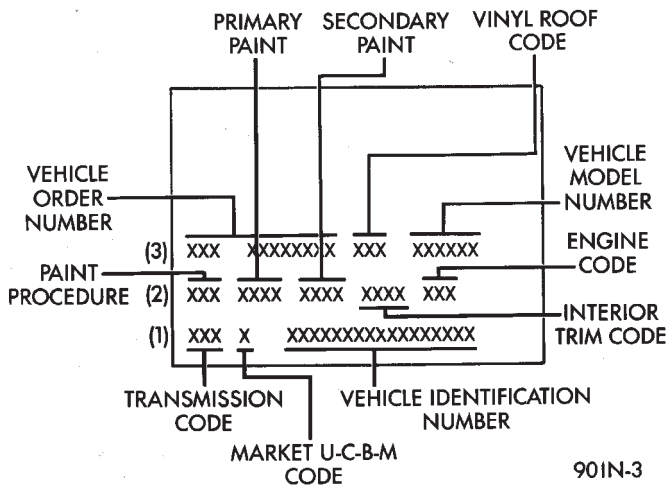 PRIMARY PAINT
SECONDARY PAINT
VINYL ROOF CODE
VEHICLE ORDER NUMBER
VEHICLE MODEL NUMBER
(3) XXX XXXXXXXX XXX XXXXXX
ENGINE CODE
PAINT PROCEDURE
(2) XXX XXXX XXXX XXXX XXX
INTERIOR TRIM CODE
(1) XXX X XXXXXXXXXXXXXXXXX
TRANSMISSION CODE
VEHICLE IDENTIFICATION NUMBER
MARKET U-C-B-M CODE
901N-3